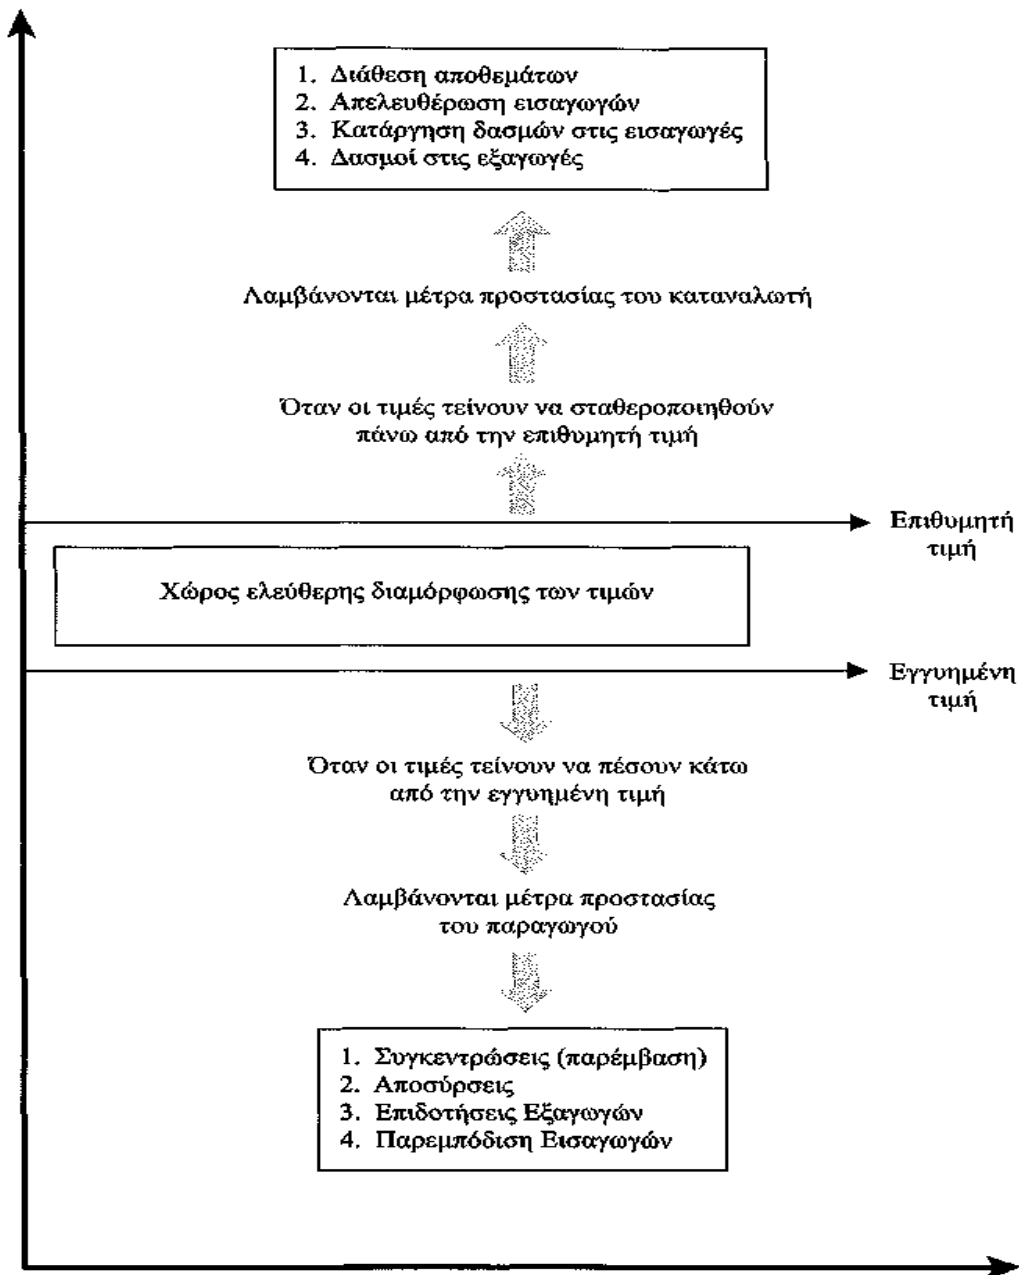 1. Διάθεση αποθεμάτων
2. Απελευθέρωση εισαγωγών
3. Κατάργηση δασμών στις εισαγωγές
4. Δασμοί στις εξαγωγές
Λαμβάνονται μέτρα προστασίας του καταναλωτή
Όταν οι τιμές τείνουν να σταθεροποιηθούν
πάνω από την επιθυμητή τιμή
Επιθυμητή
τιμή
Χώρος ελεύθερης διαμόρφωσης των τιμών
Εγγυημένη
τιμή
Όταν οι τιμές τείνουν να πέσουν κάτω
από την εγγυημένη τιμή
Λαμβάνονται μέτρα προστασίας
του παραγωγού
1. Συγκεντρώσεις (παρέμβαση)
2. Αποσύρσεις
3. Επιδοτήσεις Εξαγωγών
4. Παρεμπόδιση Εισαγωγών